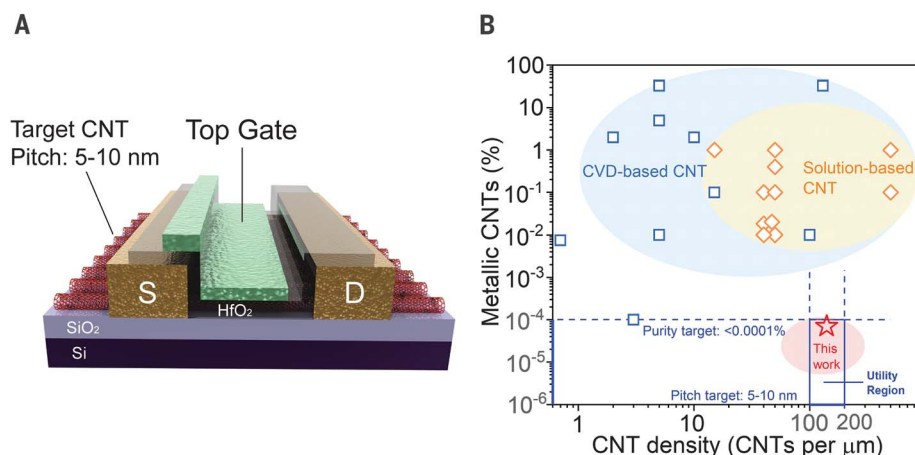 A
Target CNT
Pitch: 5-10 nm
Top Gate
S
D
HfO₂
SiO₂
Si
B
Metallic CNTs (%)
100
10
1
10⁻¹
10⁻²
10⁻³
10⁻⁴
10⁻⁵
10⁻⁶
CVD-based CNT
Solution-based
CNT
Purity target: <0.0001%
This
work
Utility
Region
Pitch target: 5-10 nm
1
10
100
200
CNT density (CNTs per μm)